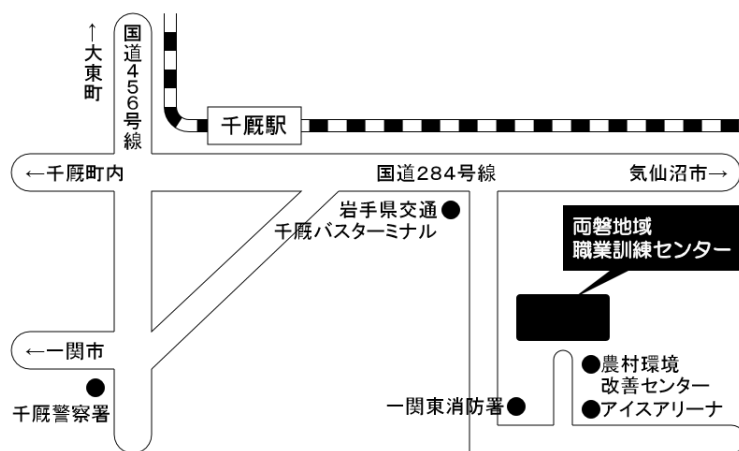 ↑大東町
国道456号線
千厩駅
←千厩町内
国道284号線
気仙沼市→
岩手県交通
千厩バスターミナル
両磐地域
職業訓練センター
←一関市
千厩警察署
一関東消防署
農村環境
改善センター
アイスアリーナ